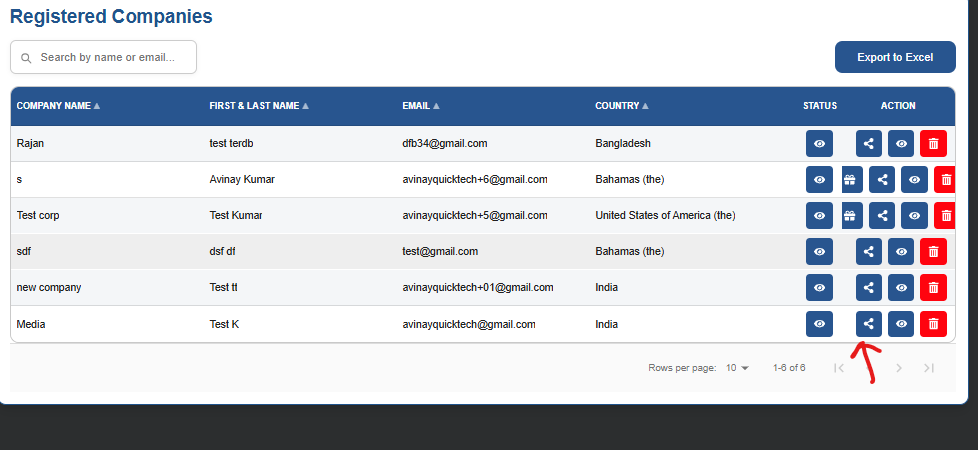 Registered Companies
Search by name or email...
Export to Excel
COMPANY NAME FIRST & LAST NAME EMAIL COUNTRY STATUS ACTION
Rajan test terdb dfb34@gmail.com Bangladesh
s Avinay Kumar avinayquicktech+6@gmail.com Bahamas (the)
Test corp Test Kumar avinayquicktech+5@gmail.com United States of America (the)
sdf dsf df test@gmail.com Bahamas (the)
new company Test tt avinayquicktech+01@gmail.com India
Media Test K avinayquicktech@gmail.com India
Rows per page: 10 1-6 of 6